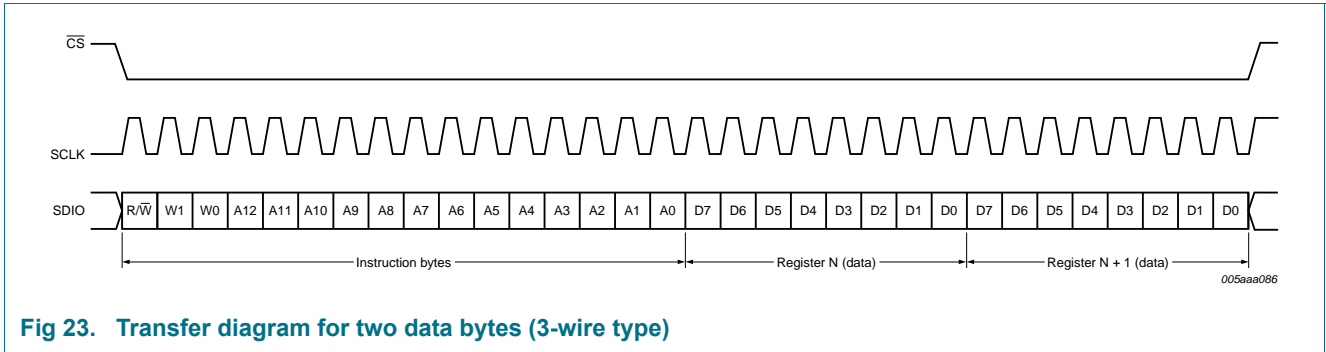 CS
SCLK
SDIO R/W W1 W0 A12 A11 A10 A9 A8 A7 A6 A5 A4 A3 A2 A1 A0 D7 D6 D5 D4 D3 D2 D1 D0 D7 D6 D5 D4 D3 D2 D1 D0
Instruction bytes Register N (data) Register N + 1 (data)
005aaa086
Fig 23. Transfer diagram for two data bytes (3-wire type)